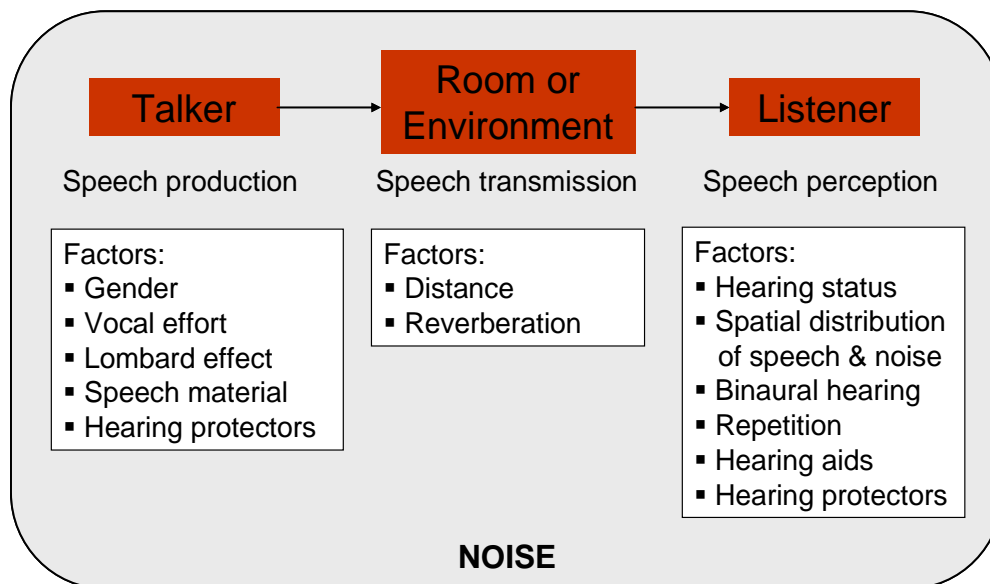 Talker
Room or
Environment
Listener
Speech production
Speech transmission
Speech perception
Factors:
▪ Gender
▪ Vocal effort
▪ Lombard effect
▪ Speech material
▪ Hearing protectors
Factors:
▪ Distance
▪ Reverberation
Factors:
▪ Hearing status
▪ Spatial distribution
of speech & noise
▪ Binaural hearing
▪ Repetition
▪ Hearing aids
▪ Hearing protectors
NOISE